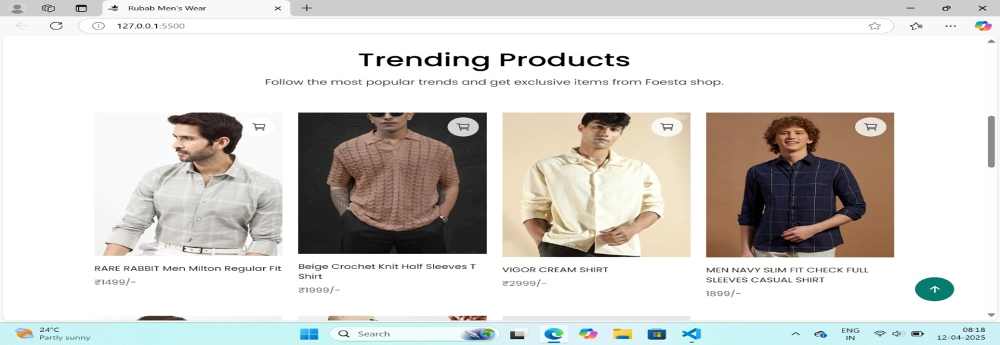 Rubab Men's Wear
127.0.0.1:5500
Trending Products
Follow the most popular trends and get exclusive items from Foesta shop.
RARE RABBIT Men Milton Regular Fit
₹1499/-
Beige Crochet Knit Half Sleeves T
Shirt
₹1999/-
VIGOR CREAM SHIRT
₹2999/-
MEN NAVY SLIM FIT CHECK FULL
SLEEVES CASUAL SHIRT
1899/-
24°C
Partly sunny
Search
ENG
IN
08:18
12-04-2025